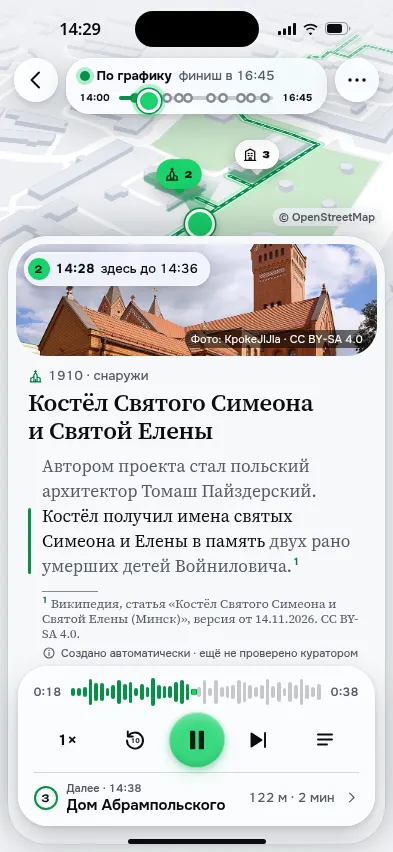 14:29
По графику финиш в 16:45
14:00 16:45
3
2
© OpenStreetMap
2 14:28 здесь до 14:36
Фото: KpokeJlJla · CC BY-SA 4.0
1910 · снаружи
Костёл Святого Симеона
и Святой Елены
Автором проекта стал польский
архитектор Томаш Пайздерский.
Костёл получил имена святых
Симеона и Елены в память двух рано
умерших детей Войниловича.¹
¹ Википедия, статья «Костёл Святого Симеона и
Святой Елены (Минск)», версия от 14.11.2026. CC BY-
SA 4.0.
Создано автоматически · ещё не проверено куратором
0:18 0:38
1× 10
Далее · 14:38
3 Дом Абрампольского 122 м · 2 мин